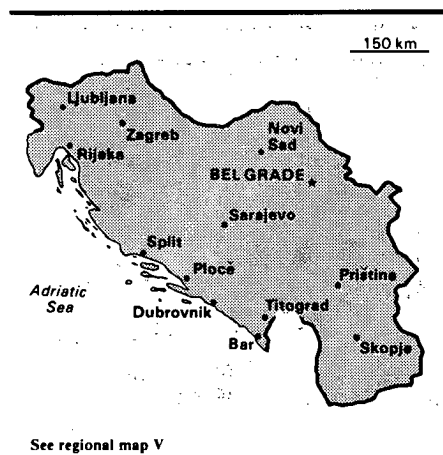 150 km
Ljubljana
Zagreb
Novi
Sad
Rijeka
BELGRADE
Sarajevo
Split
Ploče
Priština
Adriatic
Sea
Dubrovnik
Titograd
Bar
Skopje
See regional map V